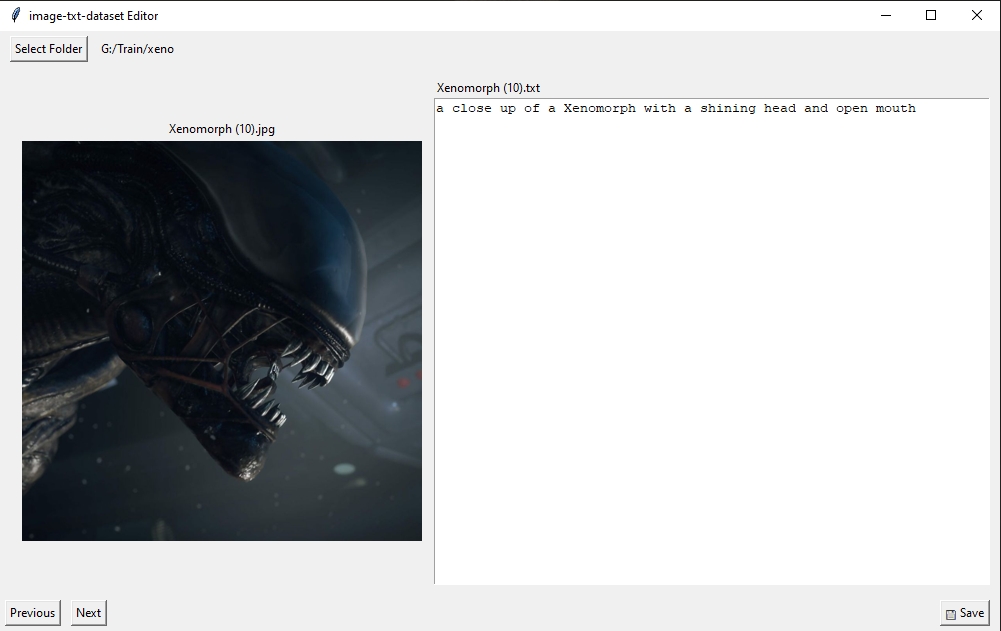 image-txt-dataset Editor
Select Folder G:/Train/xeno
Xenomorph (10).txt
a close up of a Xenomorph with a shining head and open mouth
Xenomorph (10).jpg
Previous Next Save